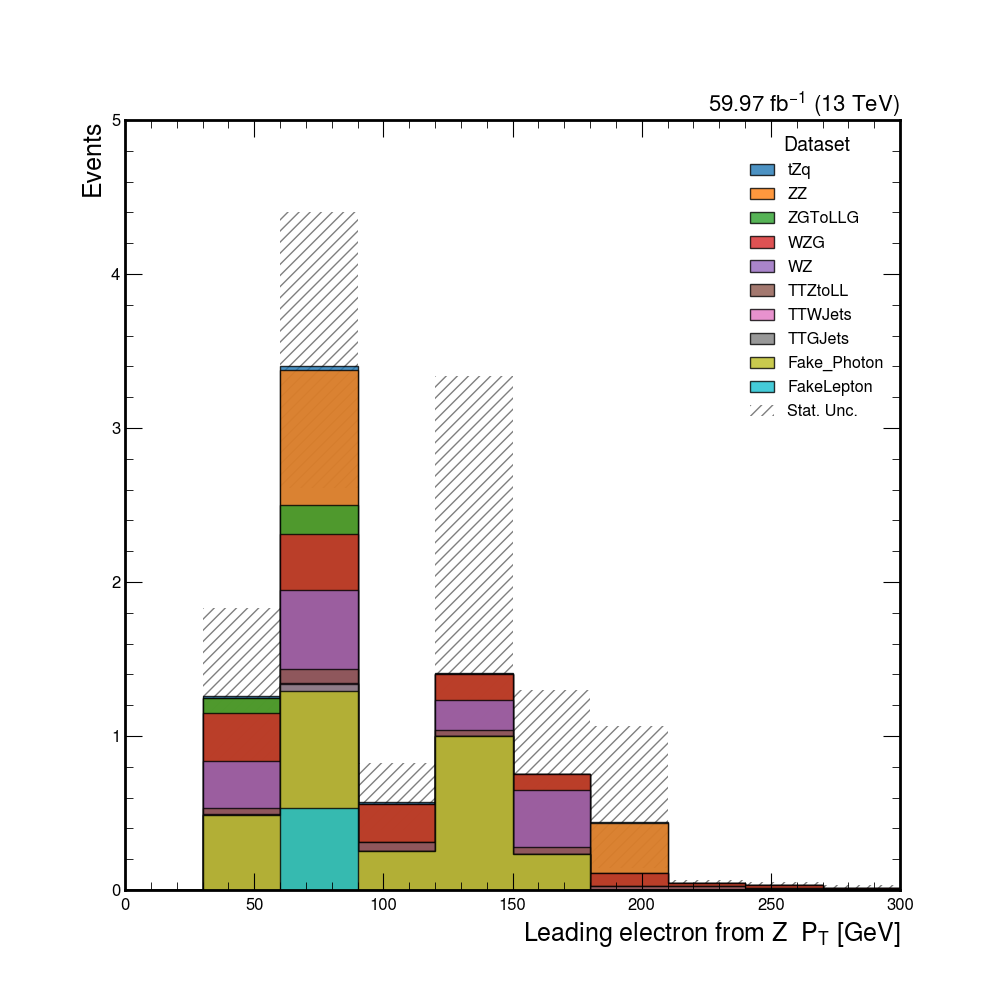 59.97 fb⁻¹ (13 TeV)
Events
5
4
3
2
1
0
Dataset
tZq
ZZ
ZGToLLG
WZG
WZ
TTZtoLL
TTWJets
TTGJets
Fake_Photon
FakeLepton
Stat. Unc.
0 50 100 150 200 250 300
Leading electron from Z P_T [GeV]